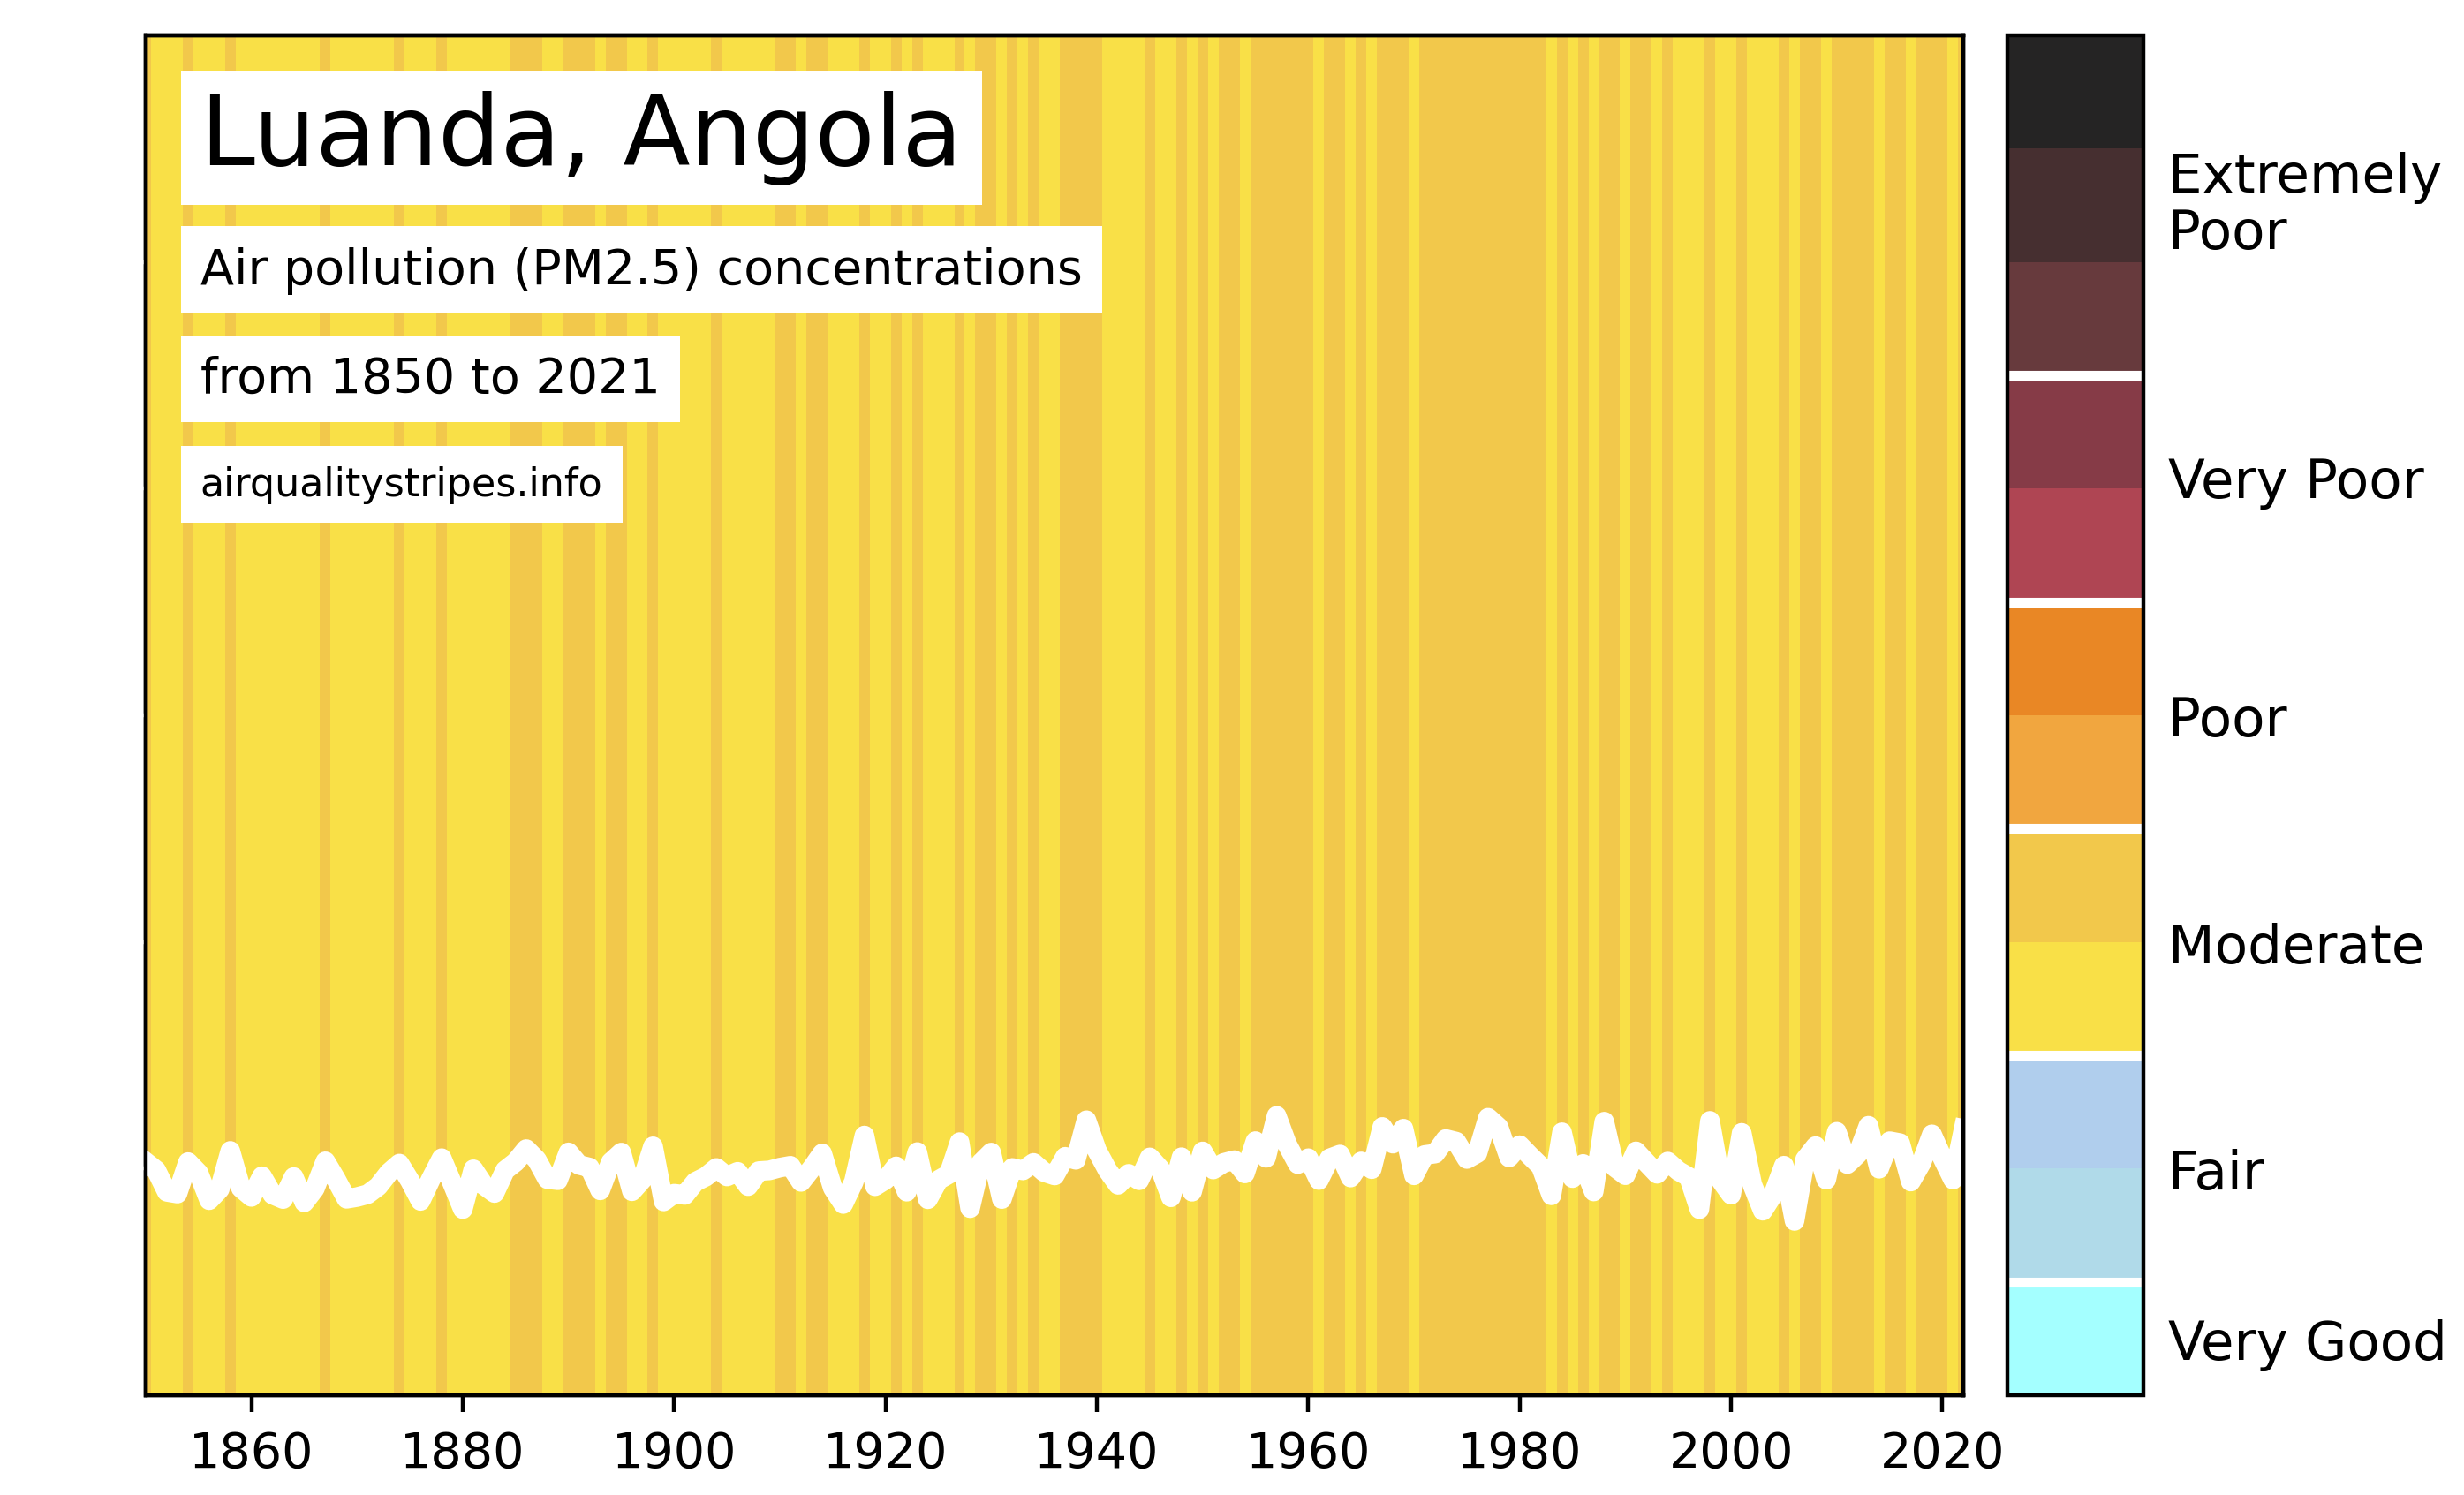 Luanda, Angola
Air pollution (PM2.5) concentrations
from 1850 to 2021
airqualitystripes.info
Extremely
Poor
Very Poor
Poor
Moderate
Fair
Very Good
1860 1880 1900 1920 1940 1960 1980 2000 2020